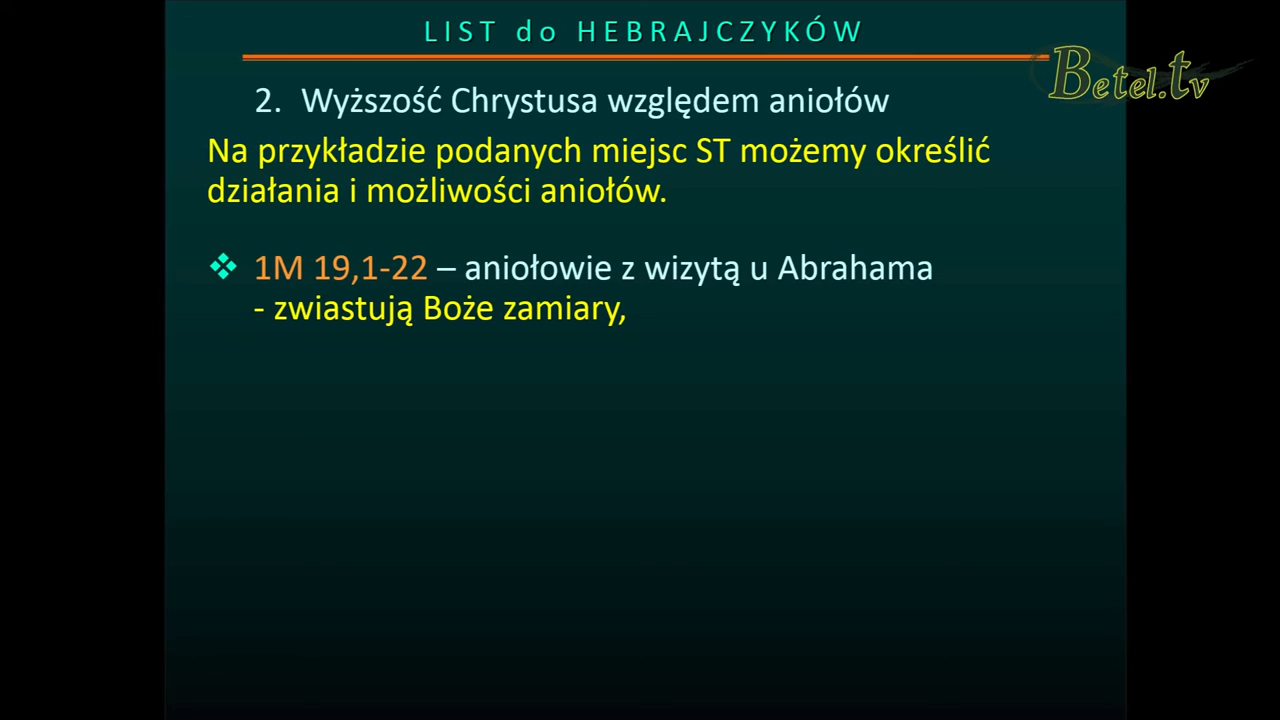 LIST do HEBRAJCZYKÓW
Betel.tv
2. Wyższość Chrystusa względem aniołów
Na przykładzie podanych miejsc ST możemy określić
działania i możliwości aniołów.
❖ 1M 19,1-22 – aniołowie z wizytą u Abrahama
- zwiastują Boże zamiary,